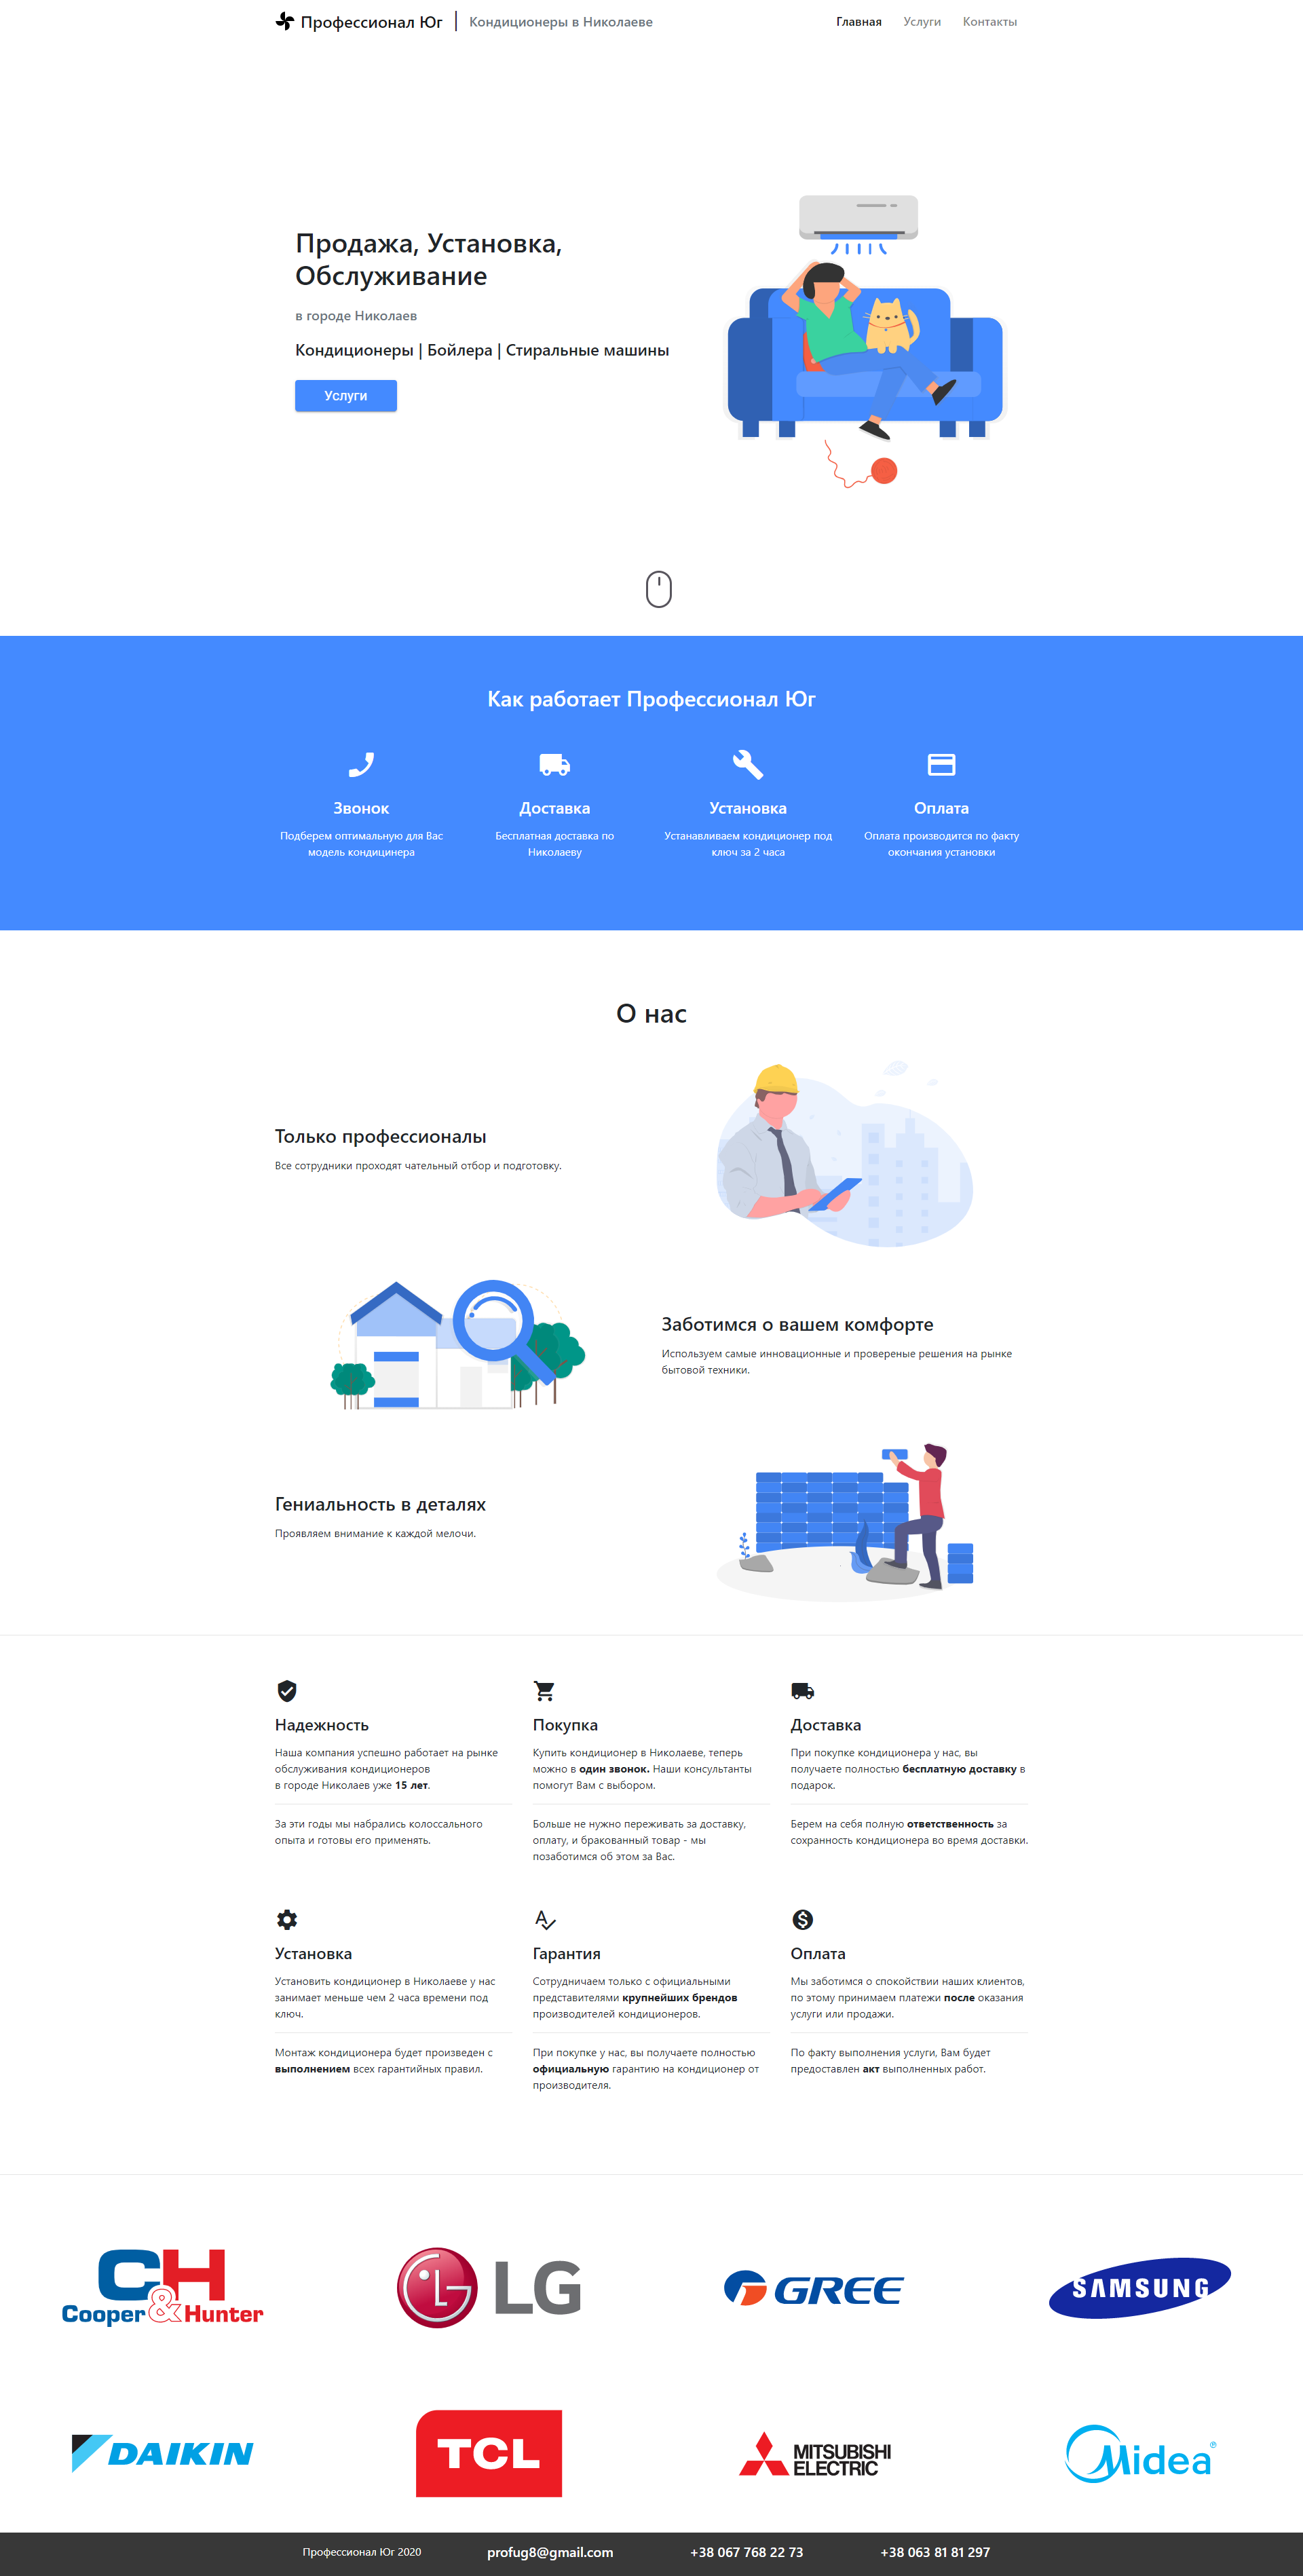 Профессионал Юг
Кондиционеры в Николаеве
Главная
Услуги
Контакты
Продажа, Установка,
Обслуживание
в городе Николаев
Кондиционеры | Бойлера | Стиральные машины
Услуги
Как работает Профессионал Юг
Звонок
Подберем оптимальную для Вас
модель кондицинера
Доставка
Бесплатная доставка по
Николаеву
Установка
Устанавливаем кондиционер под
ключ за 2 часа
Оплата
Оплата производится по факту
окончания установки
О нас
Только профессионалы
Все сотрудники проходят чательный отбор и подготовку.
Заботимся о вашем комфорте
Используем самые инновационные и провереные решения на рынке
бытовой техники.
Гениальность в деталях
Проявляем внимание к каждой мелочи.
Надежность
Наша компания успешно работает на рынке
обслуживания кондиционеров
в городе Николаев уже 15 лет.
За эти годы мы набрались колоссального
опыта и готовы его применять.
Покупка
Купить кондиционер в Николаеве, теперь
можно в один звонок. Наши консультанты
помогут Вам с выбором.
Больше не нужно переживать за доставку,
оплату, и бракованный товар - мы
позаботимся об этом за Вас.
Доставка
При покупке кондиционера у нас, вы
получаете полностью бесплатную доставку в
подарок.
Берем на себя полную ответственность за
сохранность кондиционера во время доставки.
Установка
Установить кондиционер в Николаеве у нас
занимает меньше чем 2 часа времени под
ключ.
Монтаж кондиционера будет произведен с
выполнением всех гарантийных правил.
Гарантия
Сотрудничаем только с официальными
представителями крупнейших брендов
производителей кондиционеров.
При покупке у нас, вы получаете полностью
официальную гарантию на кондиционер от
производителя.
Оплата
Мы заботимся о спокойствии наших клиентов,
по этому принимаем платежи после оказания
услуги или продажи.
По факту выполнения услуги, Вам будет
предоставлен акт выполненных работ.
CH
Cooper & Hunter
LG
GREE
SAMSUNG
DAIKIN
TCL
MITSUBISHI
ELECTRIC
Midea®
Профессионал Юг 2020
profug8@gmail.com
+38 067 768 22 73
+38 063 81 81 297